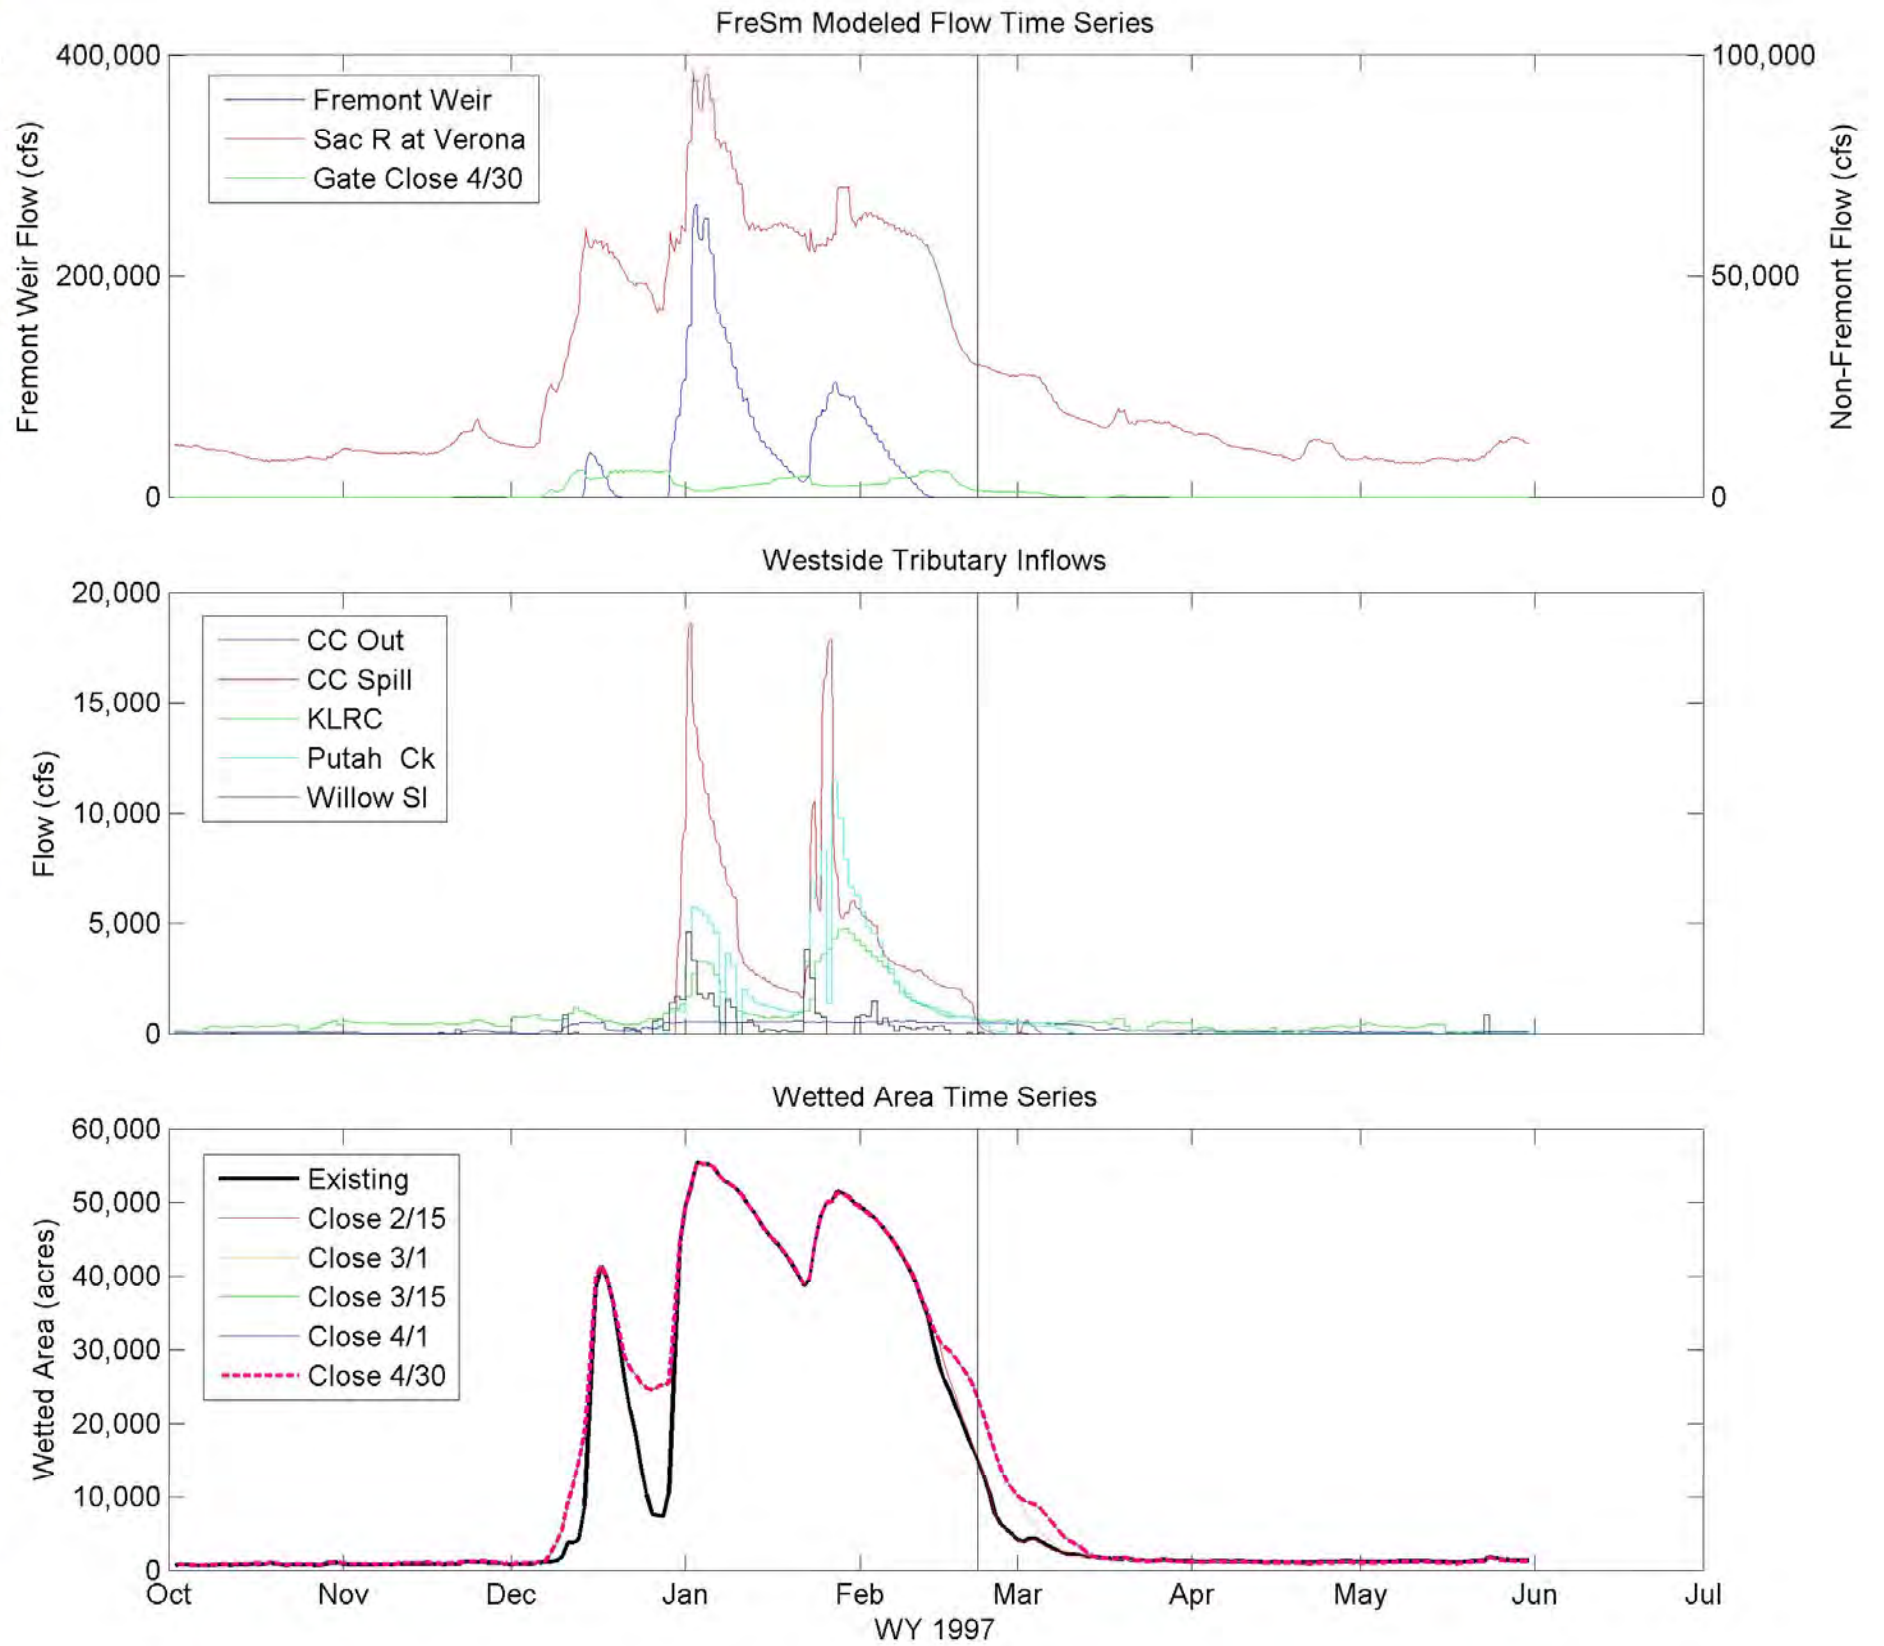 FreSm Modeled Flow Time Series
400,000
200,000
0
Fremont Weir Flow (cfs)
Fremont Weir
Sac R at Verona
Gate Close 4/30
100,000
50,000
0
Non-Fremont Flow (cfs)
Westside Tributary Inflows
20,000
15,000
10,000
5,000
0
Flow (cfs)
CC Out
CC Spill
KLRC
Putah Ck
Willow Sl
Wetted Area Time Series
60,000
50,000
40,000
30,000
20,000
10,000
0
Wetted Area (acres)
Existing
Close 2/15
Close 3/1
Close 3/15
Close 4/1
Close 4/30
Oct Nov Dec Jan Feb Mar Apr May Jun Jul
WY 1997